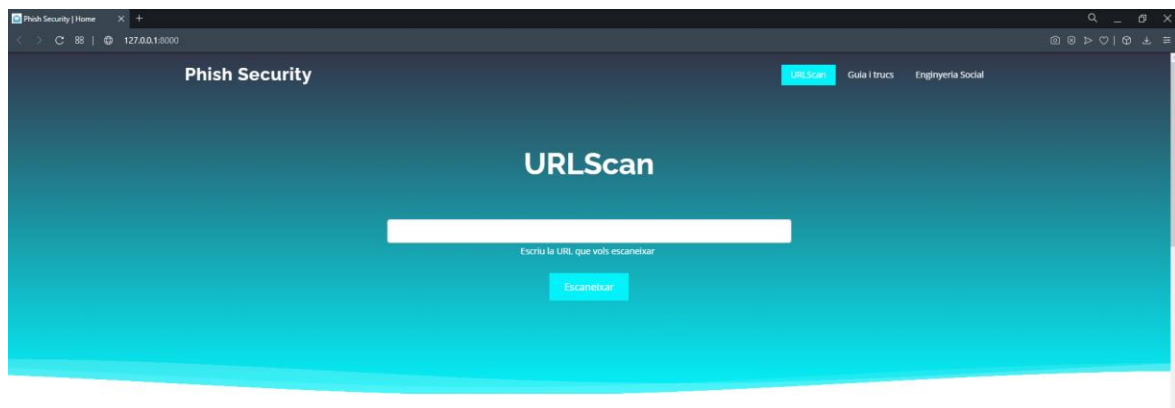 Phish Security | Home
127.0.0.1:8000
Phish Security
URLScan
Guia i trucs
Enginyeria Social
URLScan
Escriu la URL que vols escaneixar
Escaneixar